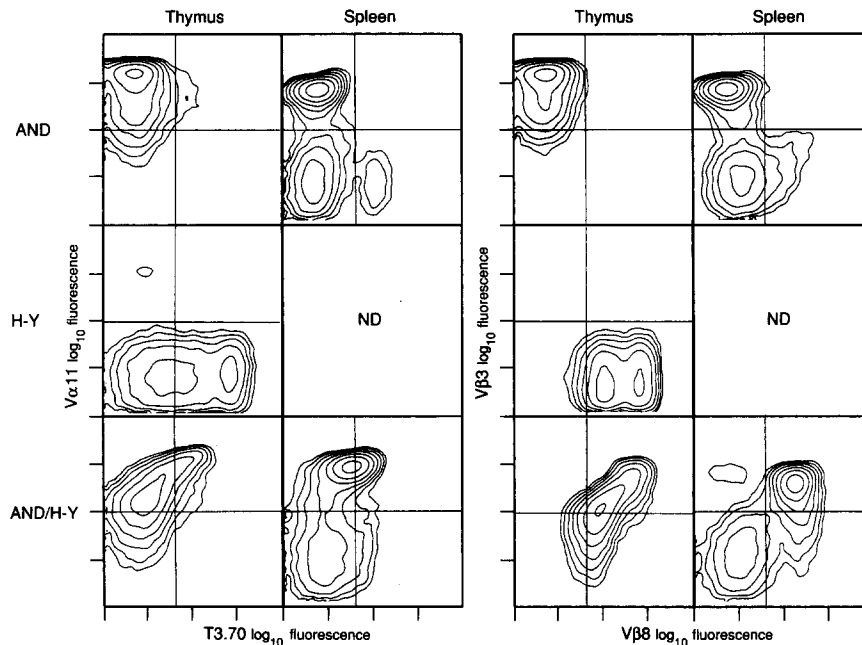 Thymus Spleen Thymus Spleen
AND
H-Y
AND/H-Y
Vα11 log10 fluorescence
ND
Vβ3 log10 fluorescence
ND
T3.70 log10 fluorescence
Vβ8 log10 fluorescence